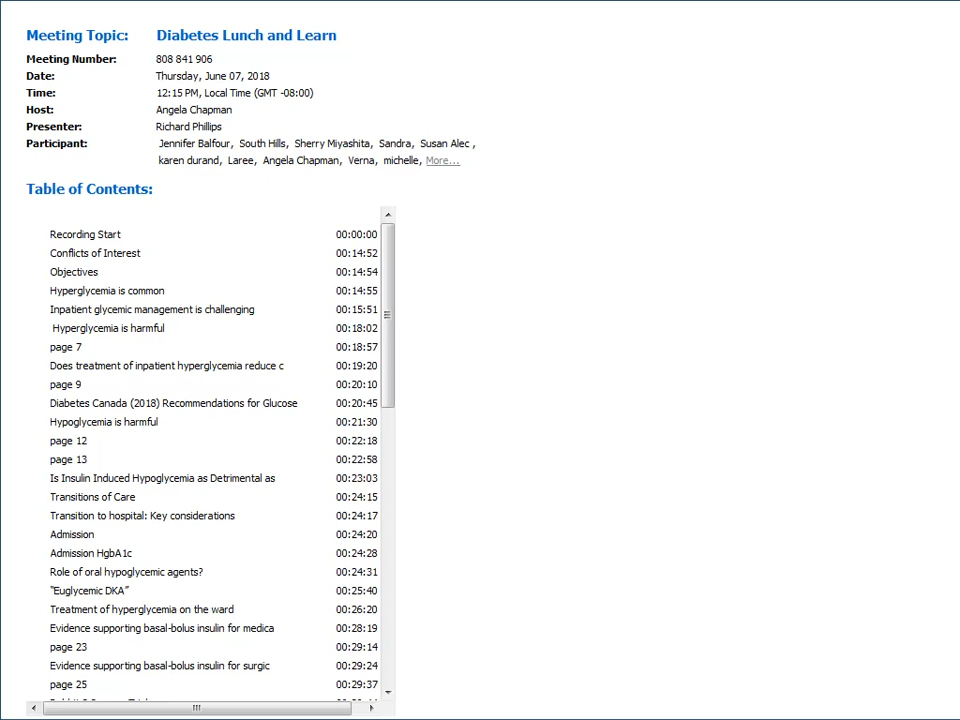 Meeting Topic: Diabetes Lunch and Learn
Meeting Number: 808 841 906
Date: Thursday, June 07, 2018
Time: 12:15 PM, Local Time (GMT -08:00)
Host: Angela Chapman
Presenter: Richard Phillips
Participant: Jennifer Balfour, South Hills, Sherry Miyashita, Sandra, Susan Alec ,
karen durand, Laree, Angela Chapman, Verna, michelle, More...
Table of Contents:
Recording Start 00:00:00
Conflicts of Interest 00:14:52
Objectives 00:14:54
Hyperglycemia is common 00:14:55
Inpatient glycemic management is challenging 00:15:51
Hyperglycemia is harmful 00:18:02
page 7 00:18:57
Does treatment of inpatient hyperglycemia reduce c 00:19:20
page 9 00:20:10
Diabetes Canada (2018) Recommendations for Glucose 00:20:45
Hypoglycemia is harmful 00:21:30
page 12 00:22:18
page 13 00:22:58
Is Insulin Induced Hypoglycemia as Detrimental as 00:23:03
Transitions of Care 00:24:15
Transition to hospital: Key considerations 00:24:17
Admission 00:24:20
Admission HgbA1c 00:24:28
Role of oral hypoglycemic agents? 00:24:31
"Euglycemic DKA" 00:25:40
Treatment of hyperglycemia on the ward 00:26:20
Evidence supporting basal-bolus insulin for medica 00:28:19
page 23 00:29:14
Evidence supporting basal-bolus insulin for surgic 00:29:24
page 25 00:29:37